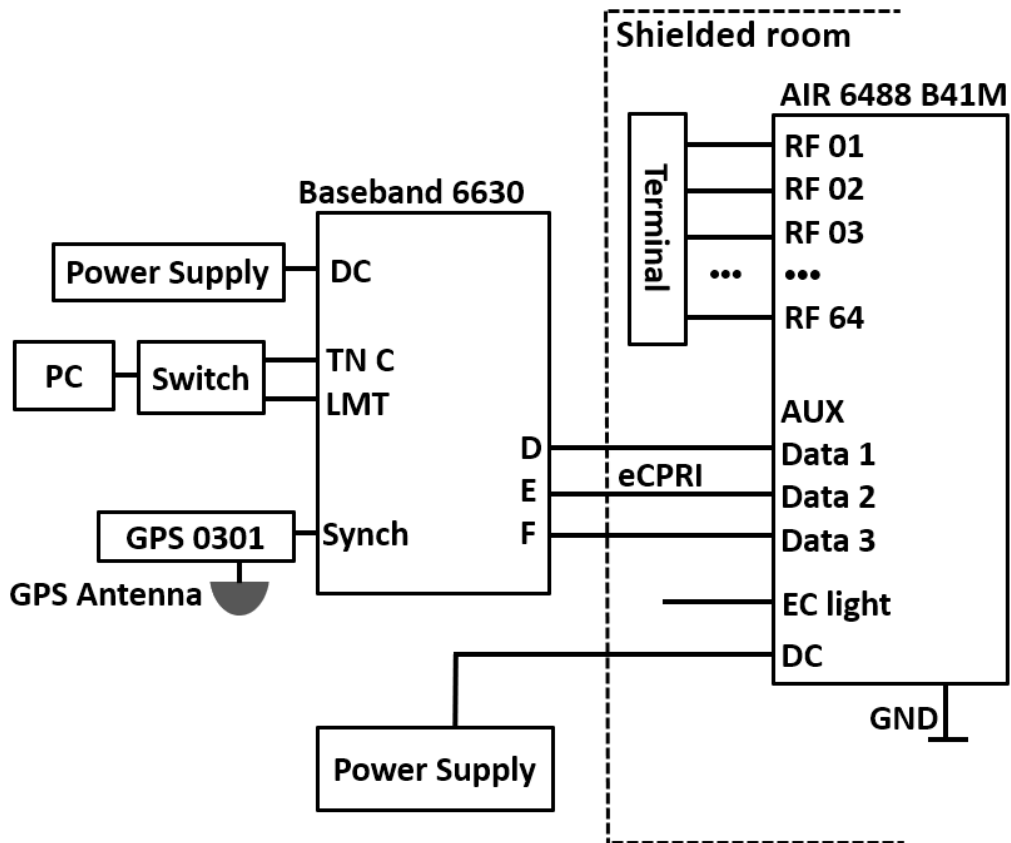 Shielded room
AIR 6488 B41M
Terminal
RF 01
RF 02
RF 03
... ...
RF 64
AUX
Data 1
Data 2
Data 3
EC light
DC
GND
eCPRI
Baseband 6630
DC
TN C
LMT
D
E
F
Synch
Power Supply
PC
Switch
GPS 0301
GPS Antenna
Power Supply